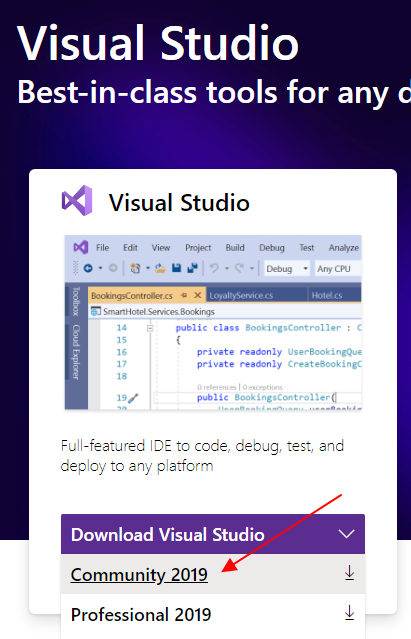 Visual Studio
Best-in-class tools for any d
Visual Studio
File Edit View Project Build Debug Test Analyze
Debug Any CPU
Toolbox
Cloud Explorer
BookingsController.cs LoyaltyService.cs Hotel.cs
SmartHotel.Services.Bookings
14 public class BookingsController : C
15 {
16 private readonly UserBookingQue
17 private readonly CreateBookingC
18
0 references | 0 exceptions
19 public BookingsController(
20 UserBookingQuery userBookingQ
Full-featured IDE to code, debug, test, and
deploy to any platform
Download Visual Studio
Community 2019
Professional 2019